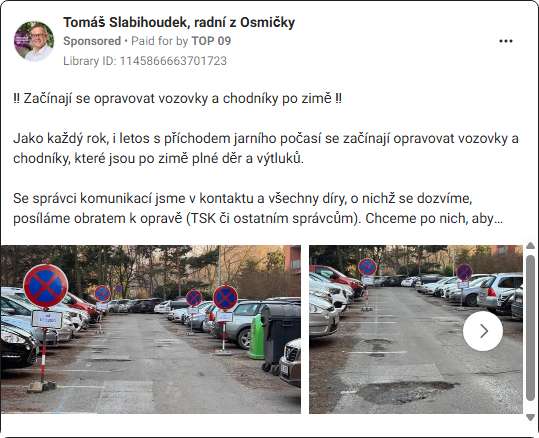 Tomáš Slabihoudek, radní z Osmičky
Sponsored • Paid for by TOP 09
Library ID: 1145866663701723
!! Začínají se opravovat vozovky a chodníky po zimě !!
Jako každý rok, i letos s příchodem jarního počasí se začínají opravovat vozovky a
chodníky, které jsou po zimě plné děr a výtluků.
Se správci komunikací jsme v kontaktu a všechny díry, o nichž se dozvíme,
posíláme obratem k opravě (TSK či ostatním správcům). Chceme po nich, aby…